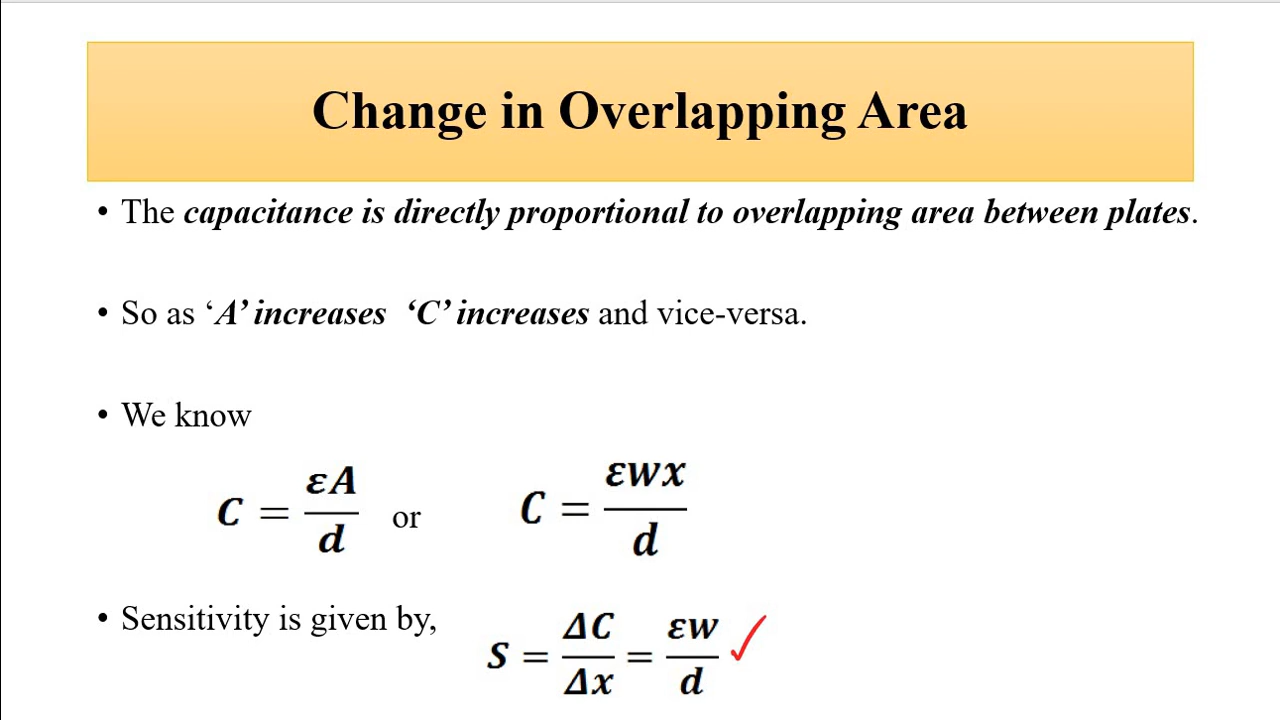 Change in Overlapping Area
• The capacitance is directly proportional to overlapping area between plates.
• So as ‘A’ increases ‘C’ increases and vice-versa.
• We know
C = εA / d or C = εwx / d
• Sensitivity is given by, S = ΔC / Δx = εw / d ✓